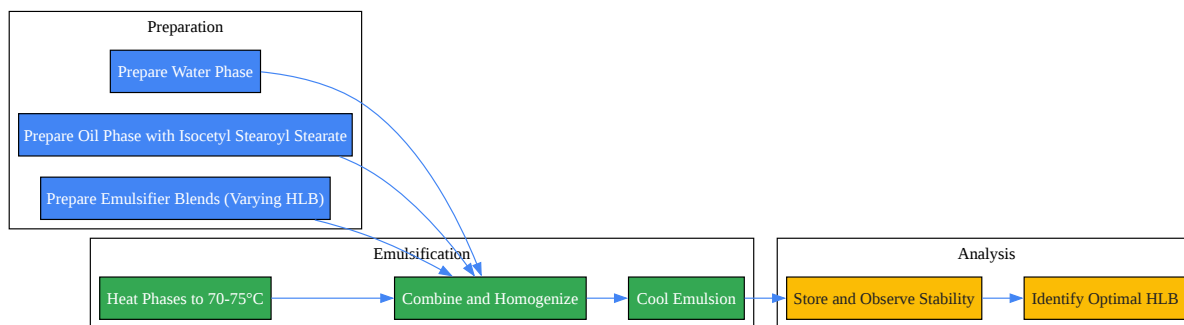 Preparation
Prepare Water Phase
Prepare Oil Phase with Isocetyl Stearoyl Stearate
Prepare Emulsifier Blends (Varying HLB)
Emulsification
Heat Phases to 70-75°C
Combine and Homogenize
Cool Emulsion
Analysis
Store and Observe Stability
Identify Optimal HLB